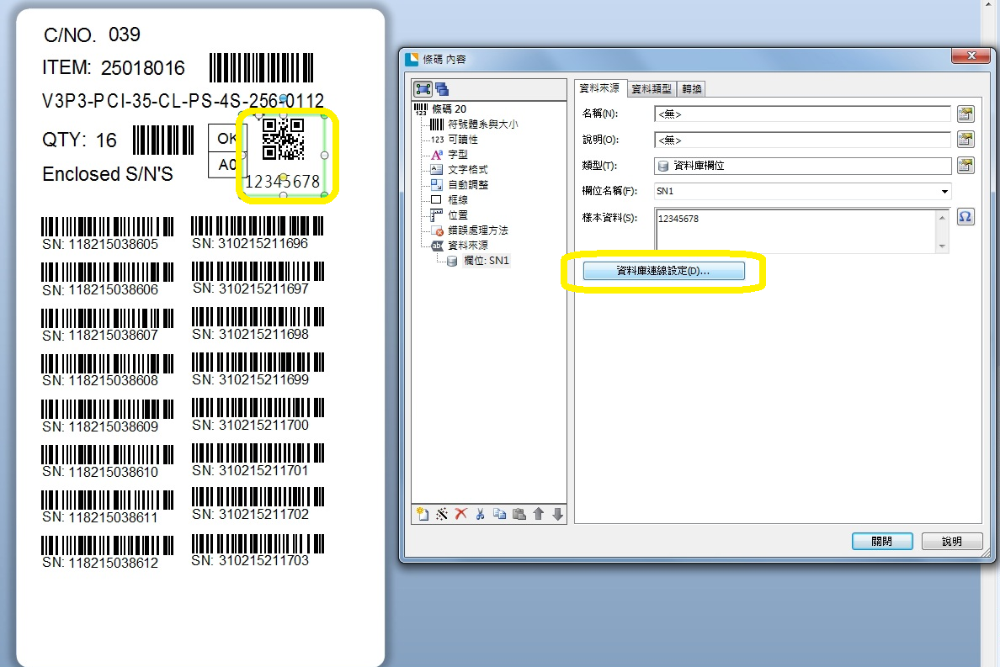 C/NO. 039
ITEM: 25018016
V3P3-PCI-35-CL-PS-4S-256-0112
QTY: 16
OK
A0
Enclosed S/N'S
12345678
SN: 118215038605
SN: 310215211696
SN: 118215038606
SN: 310215211697
SN: 118215038607
SN: 310215211698
SN: 118215038608
SN: 310215211699
SN: 118215038609
SN: 310215211700
SN: 118215038610
SN: 310215211701
SN: 118215038611
SN: 310215211702
SN: 118215038612
SN: 310215211703
條碼 內容
條碼 20
符號體系與大小
123 可讀性
字型
文字格式
自動調整
框線
位置
錯誤處理方法
資料來源
欄位: SN1
資料來源 資料類型 轉換
名稱(N): <無>
說明(O): <無>
類型(T): 資料庫欄位
欄位名稱(F): SN1
樣本資料(S): 12345678
資料庫連線設定(D)...
關閉 說明